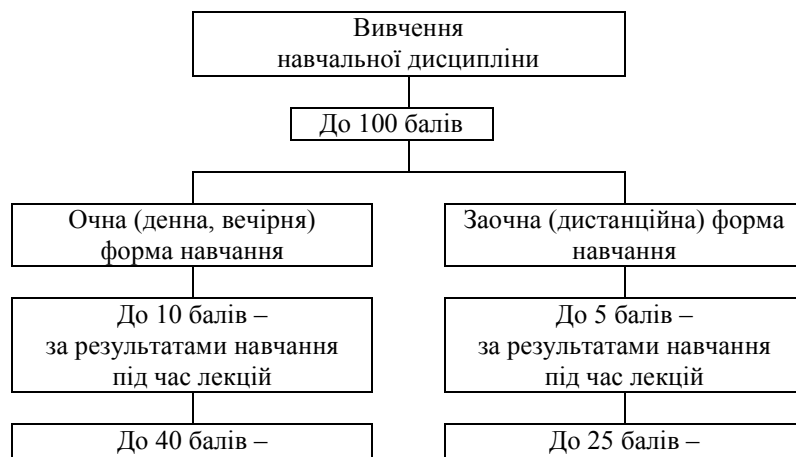 Вивчення
навчальної дисципліни
До 100 балів
Очна (денна, вечірня)
форма навчання
Заочна (дистанційна) форма
навчання
До 10 балів –
за результатами навчання
під час лекцій
До 5 балів –
за результатами навчання
під час лекцій
До 40 балів –
До 25 балів –